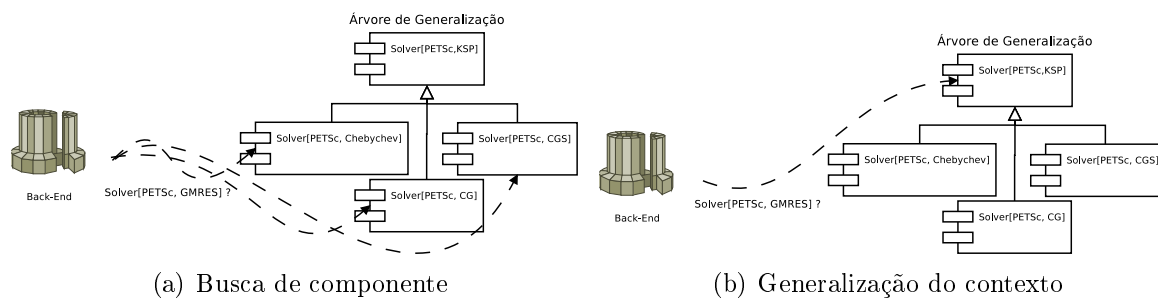 Árvore de Generalização
Solver[PETSc,KSP]
Solver[PETSc, Chebychev]
Solver[PETSc, CGS]
Solver[PETSc, CG]
Solver[PETSc, GMRES] ?
Back-End
(a) Busca de componente
Árvore de Generalização
Solver[PETSc,KSP]
Solver[PETSc, Chebychev]
Solver[PETSc, CGS]
Solver[PETSc, CG]
Solver[PETSc, GMRES] ?
Back-End
(b) Generalização do contexto